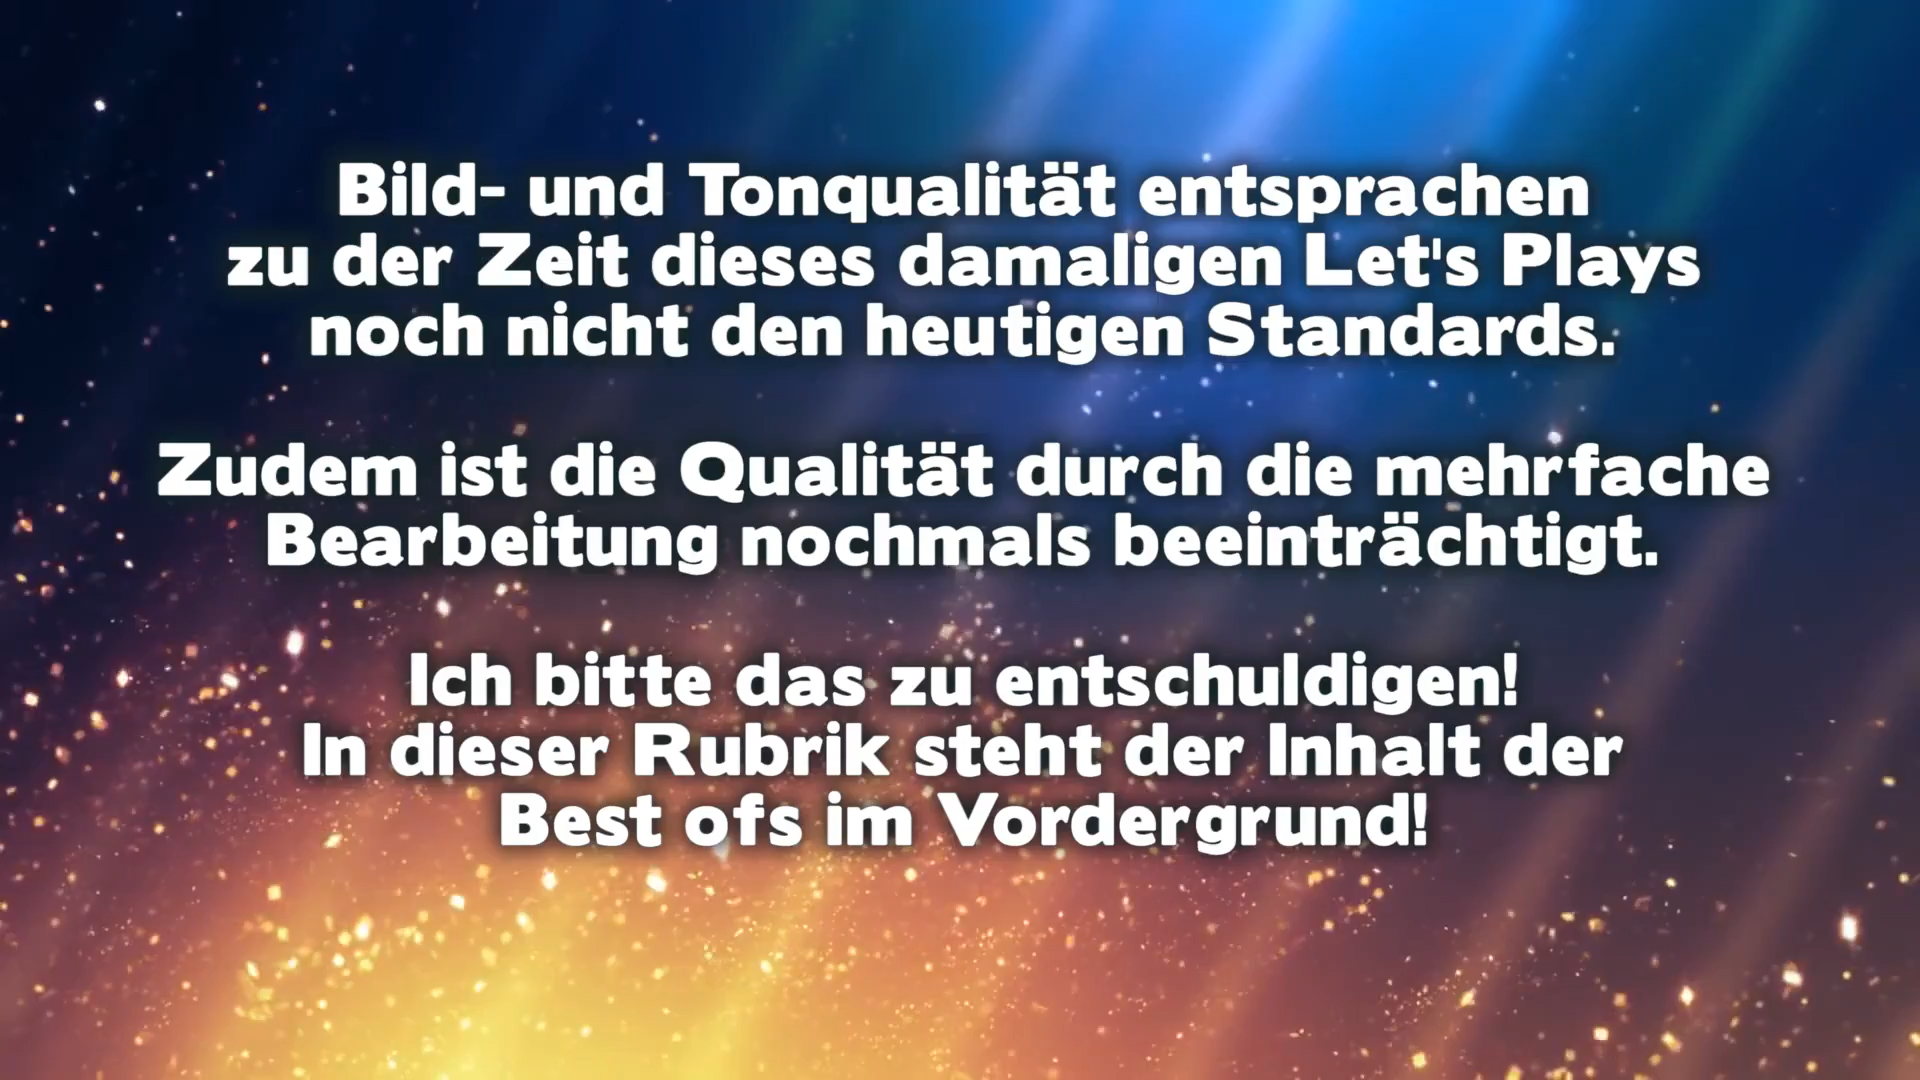 Bild- und Tonqualität entsprachen
zu der Zeit dieses damaligen Let's Plays
noch nicht den heutigen Standards.
Zudem ist die Qualität durch die mehrfache
Bearbeitung nochmals beeinträchtigt.
Ich bitte das zu entschuldigen!
In dieser Rubrik steht der Inhalt der
Best ofs im Vordergrund!